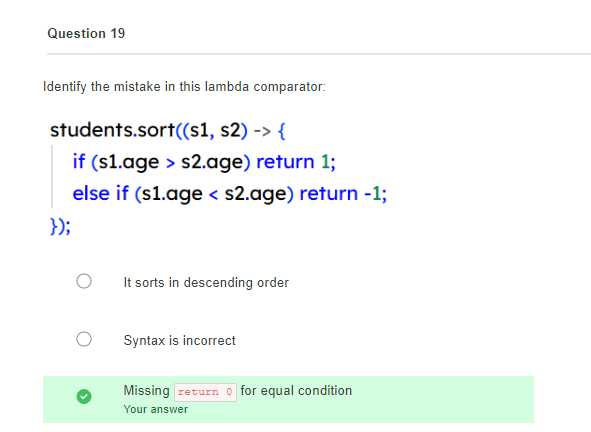 Question 19
Identify the mistake in this lambda comparator:
students.sort((s1, s2) -> {
if (s1.age > s2.age) return 1;
else if (s1.age < s2.age) return -1;
});
It sorts in descending order
Syntax is incorrect
Missing return 0 for equal condition
Your answer